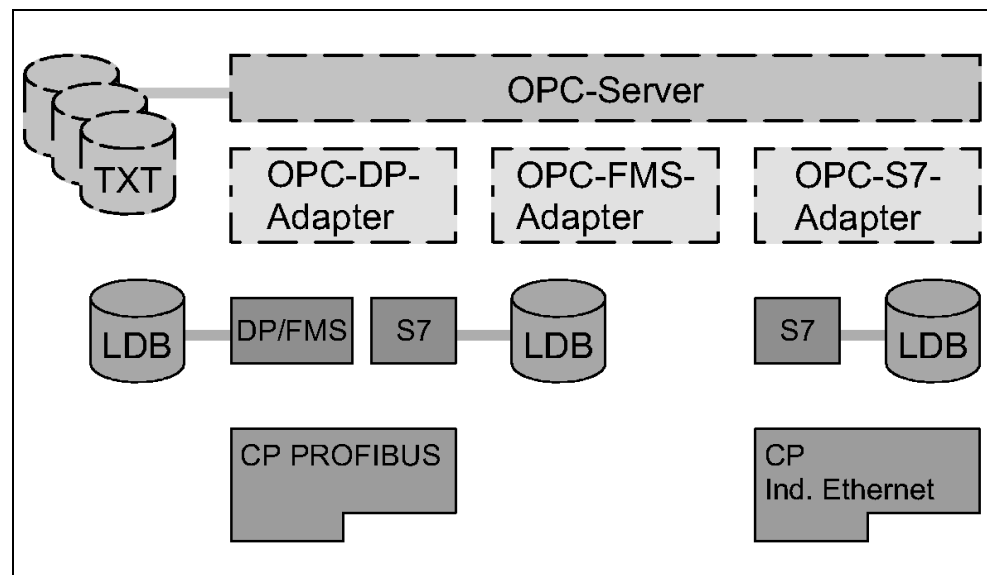 OPC-Server
TXT
OPC-DP-
Adapter
OPC-FMS-
Adapter
OPC-S7-
Adapter
LDB
DP/FMS
S7
LDB
S7
LDB
CP PROFIBUS
CP
Ind. Ethernet